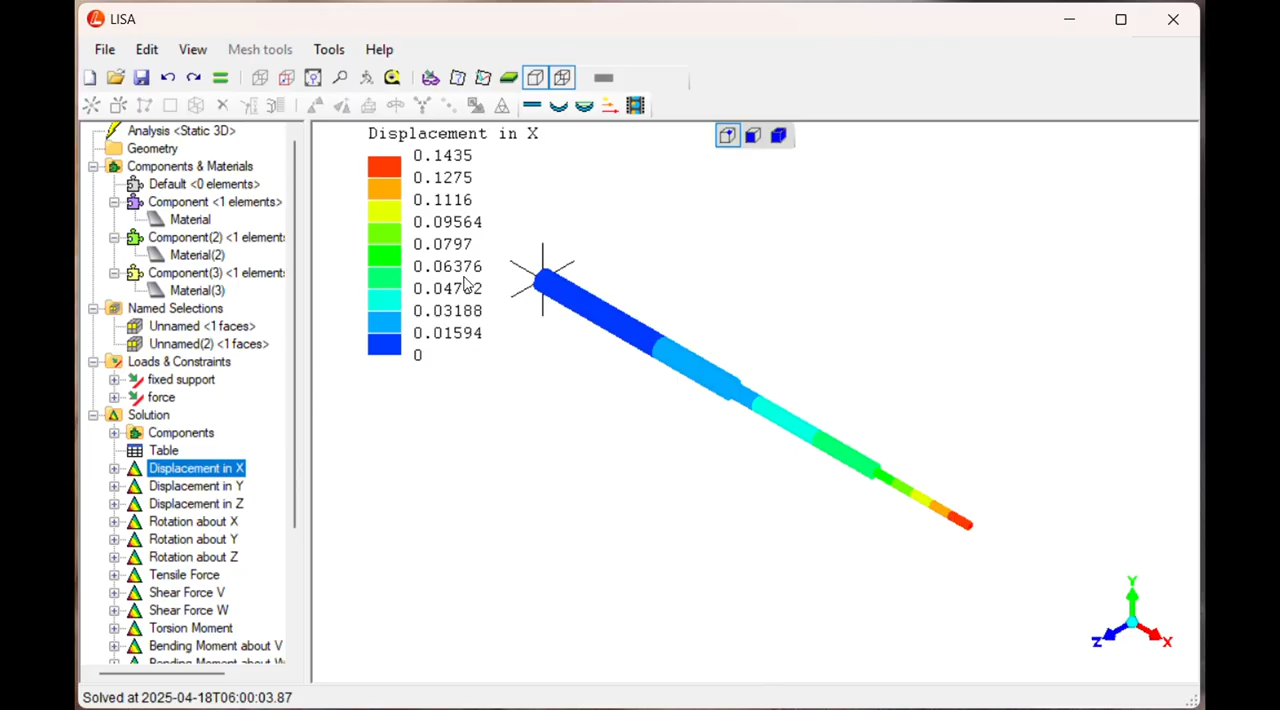 LISA
File Edit View Mesh tools Tools Help
Analysis <Static 3D>
Geometry
Components & Materials
Default <0 elements>
Component <1 elements>
Material
Component(2) <1 element
Material(2)
Component(3) <1 element
Material(3)
Named Selections
Unnamed <1 faces>
Unnamed(2) <1 faces>
Loads & Constraints
fixed support
force
Solution
Components
Table
Displacement in X
Displacement in Y
Displacement in Z
Rotation about X
Rotation about Y
Rotation about Z
Tensile Force
Shear Force V
Shear Force W
Torsion Moment
Bending Moment about V
Bending Moment about W
Displacement in X
0.1435
0.1275
0.1116
0.09564
0.0797
0.06376
0.03188
0.01594
0
Y
Z
X
Solved at 2025-04-18T06:00:03.87